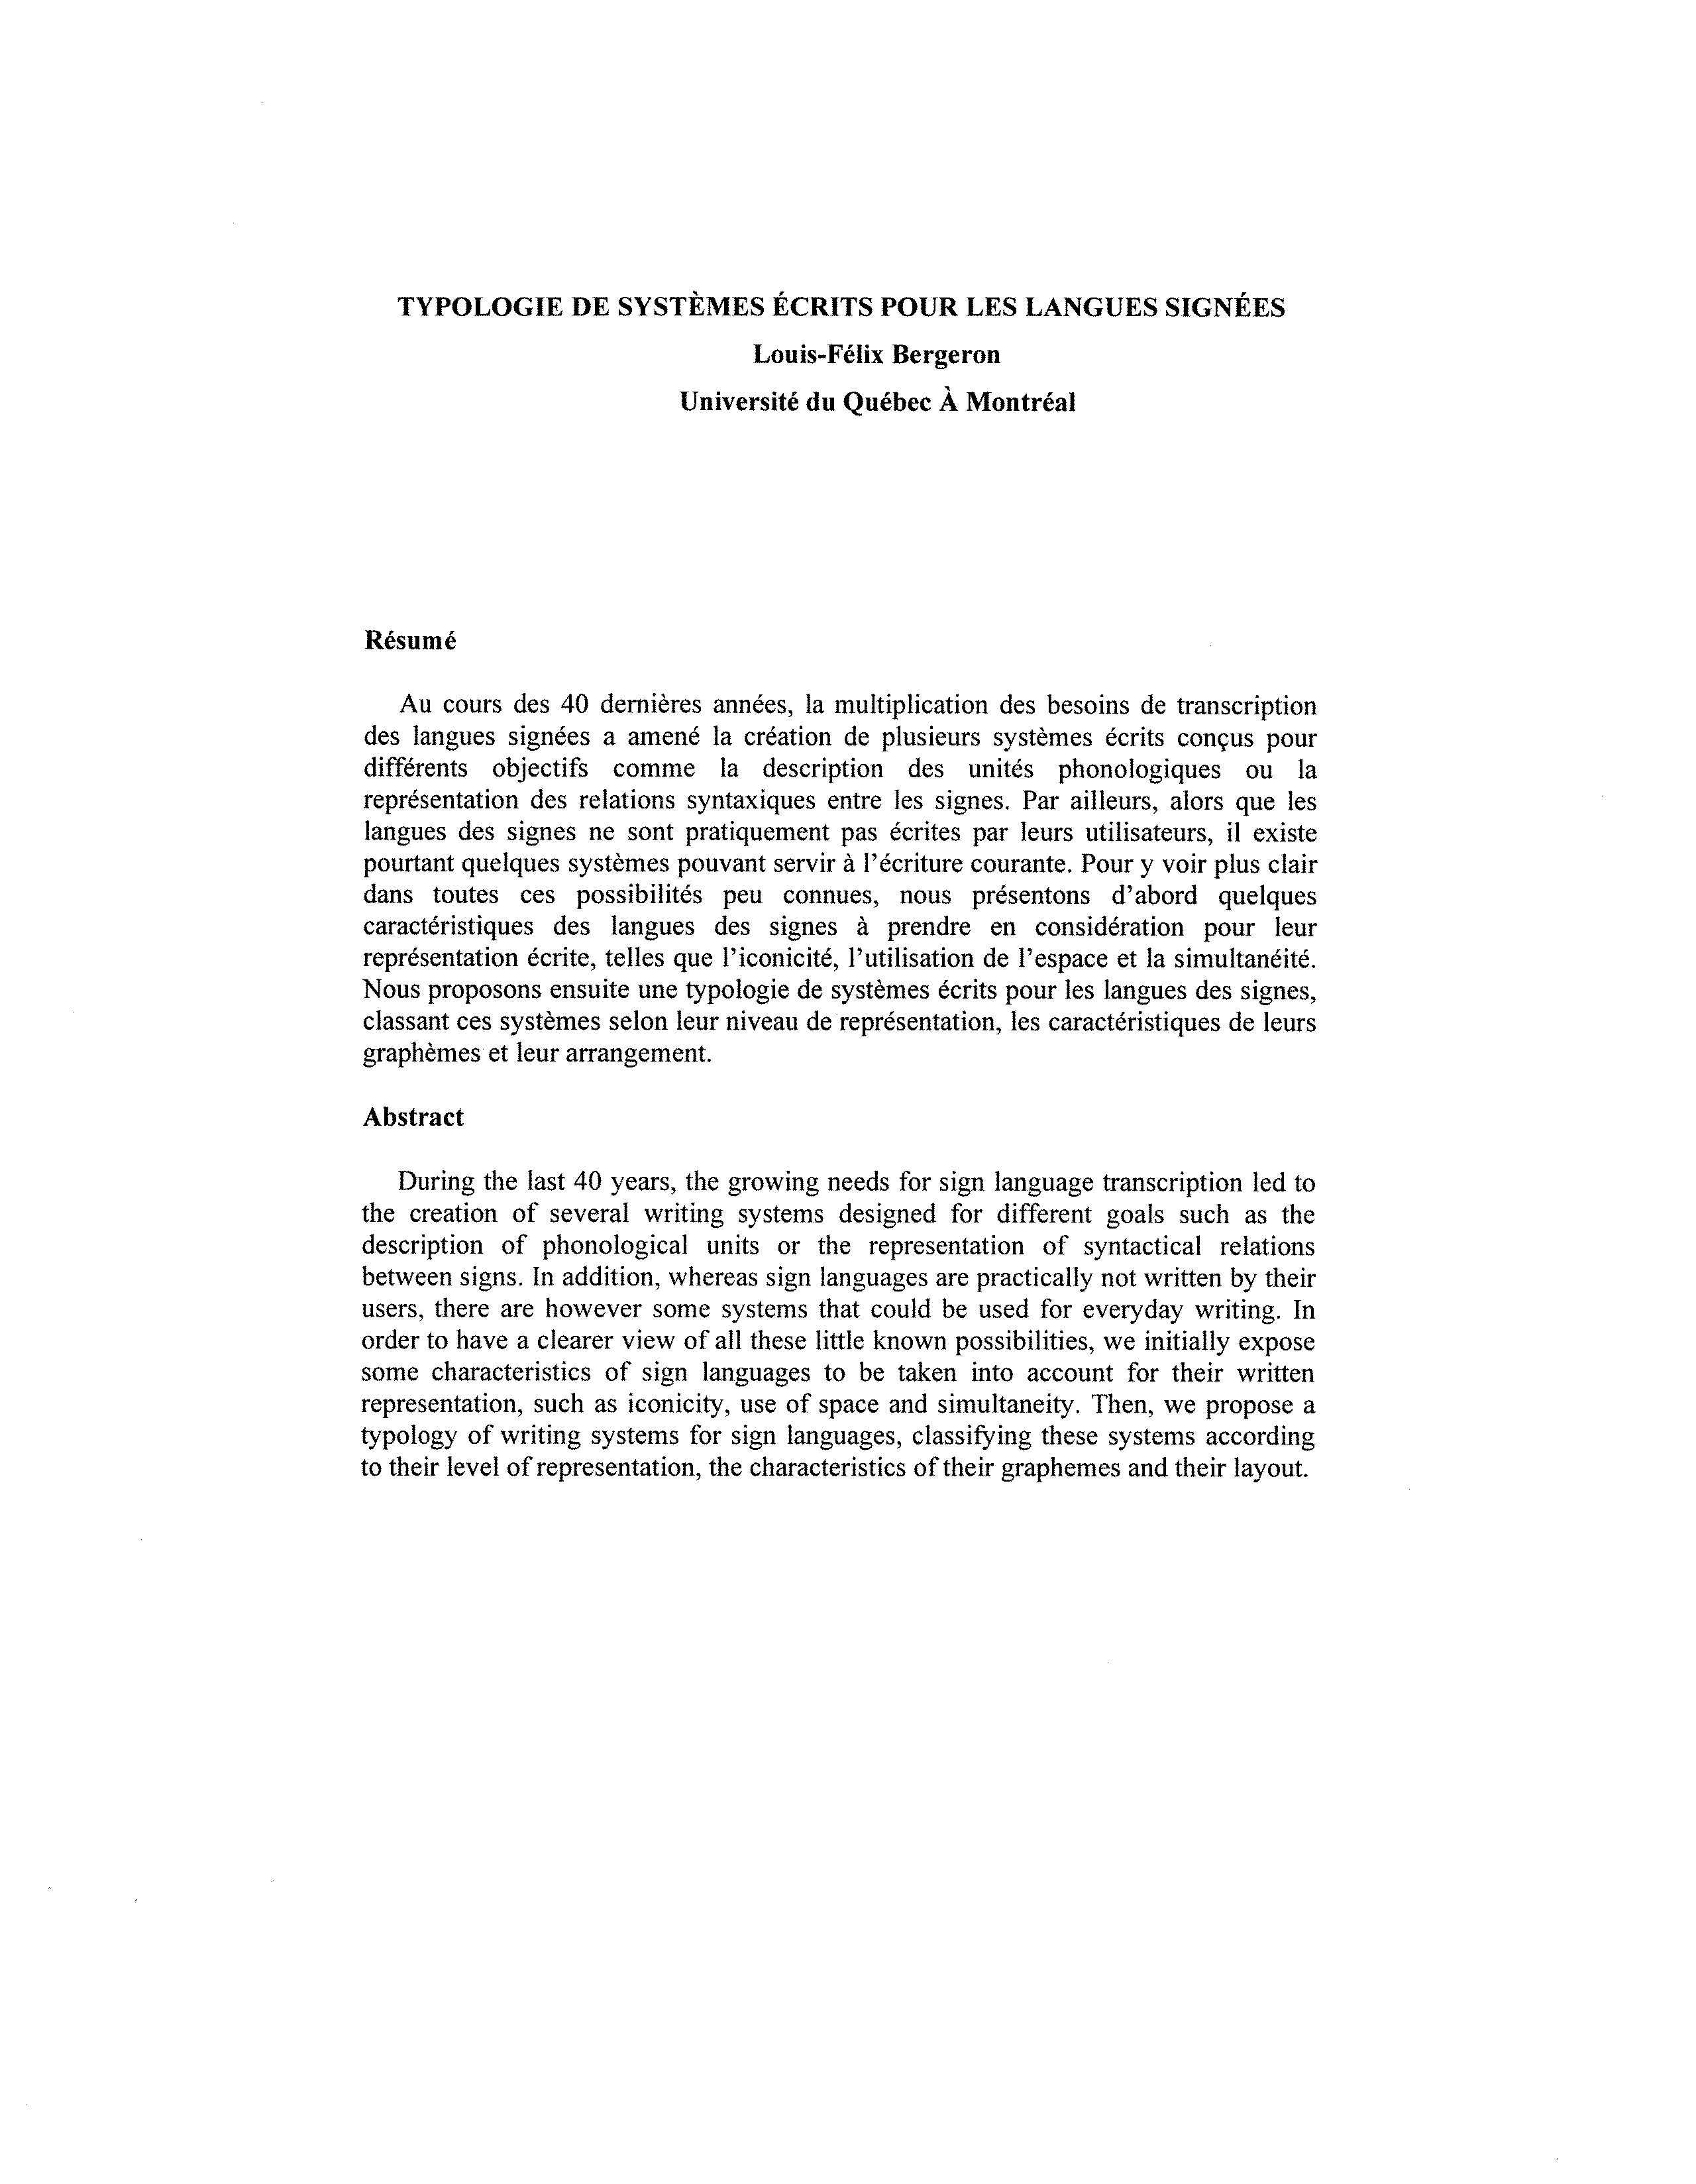 TYPOLOGIE DE SYSTÈMES ÉCRITS POUR LES LANGUES SIGNÉES
Louis-Félix Bergeron
Université du Québec À Montréal
Résumé
Au cours des 40 dernières années, la multiplication des besoins de transcription
des langues signées a amené la création de plusieurs systèmes écrits conçus pour
différents objectifs comme la description des unités phonologiques ou la
représentation des relations syntaxiques entre les signes. Par ailleurs, alors que les
langues des signes ne sont pratiquement pas écrites par leurs utilisateurs, il existe
pourtant quelques systèmes pouvant servir à l'écriture courante. Pour y voir plus clair
dans toutes ces possibilités peu connues, nous présentons d'abord quelques
caractéristiques des langues des signes à prendre en considération pour leur
représentation écrite, telles que l'iconicité, l'utilisation de l'espace et la simultanéité.
Nous proposons ensuite une typologie de systèmes écrits pour les langues des signes,
classant ces systèmes selon leur niveau de représentation, les caractéristiques de leurs
graphèmes et leur arrangement.
Abstract
During the last 40 years, the growing needs for sign language transcription led to
the creation of several writing systems designed for different goals such as the
description of phonological units or the representation of syntactical relations
between signs. In addition, whereas sign languages are practically not written by their
users, there are however some systems that could be used for everyday writing. In
order to have a clearer view of all these little known possibilities, we initially expose
some characteristics of sign languages to be taken into account for their written
representation, such as iconicity, use of space and simultaneity. Then, we propose a
typology of writing systems for sign languages, classifying these systems according
to their level of representation, the characteristics of their graphemes and their layout.